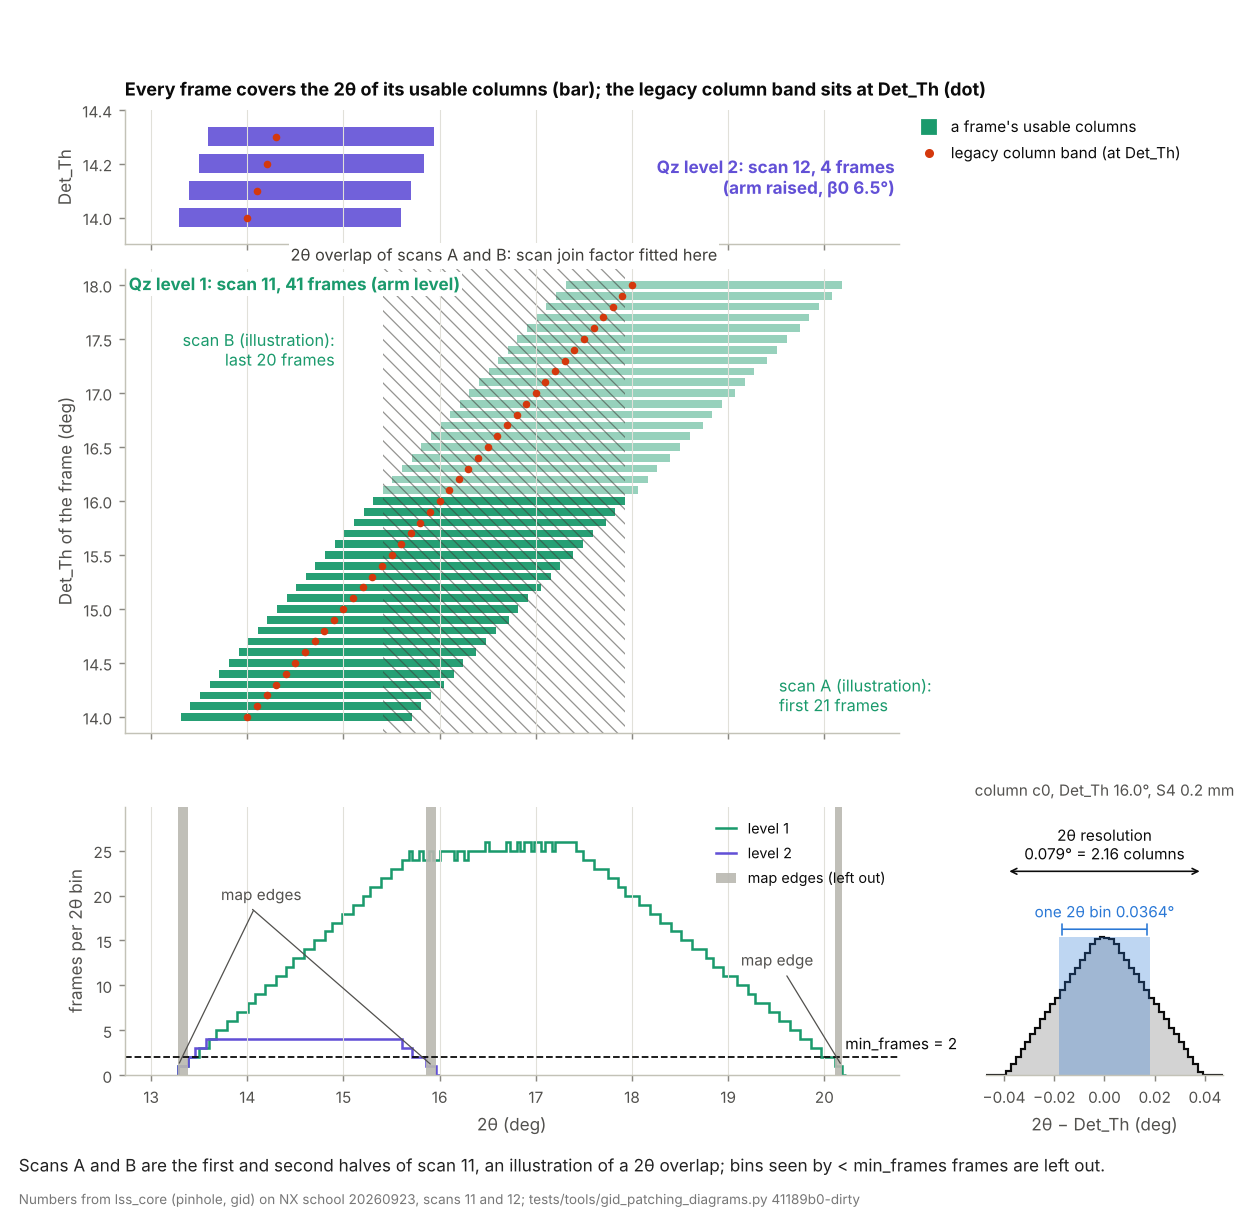 Every frame covers the 2θ of its usable columns (bar); the legacy column band sits at Det_Th (dot)
14.4
14.2
14.0
Det_Th
Qz level 2: scan 12, 4 frames
(arm raised, β0 6.5°)
a frame's usable columns
legacy column band (at Det_Th)
2θ overlap of scans A and B: scan join factor fitted here
Qz level 1: scan 11, 41 frames (arm level)
scan B (illustration):
last 20 frames
18.0
17.5
17.0
16.5
16.0
15.5
15.0
14.5
14.0
Det_Th of the frame (deg)
scan A (illustration):
first 21 frames
level 1
level 2
map edges (left out)
map edges
map edge
min_frames = 2
25
20
15
10
5
0
frames per 2θ bin
13 14 15 16 17 18 19 20
2θ (deg)
column c0, Det_Th 16.0°, S4 0.2 mm
2θ resolution
0.079° = 2.16 columns
one 2θ bin 0.0364°
−0.04 −0.02 0.00 0.02 0.04
2θ − Det_Th (deg)
Scans A and B are the first and second halves of scan 11, an illustration of a 2θ overlap; bins seen by < min_frames frames are left out.
Numbers from lss_core (pinhole, gid) on NX school 20260923, scans 11 and 12; tests/tools/gid_patching_diagrams.py 41189b0-dirty